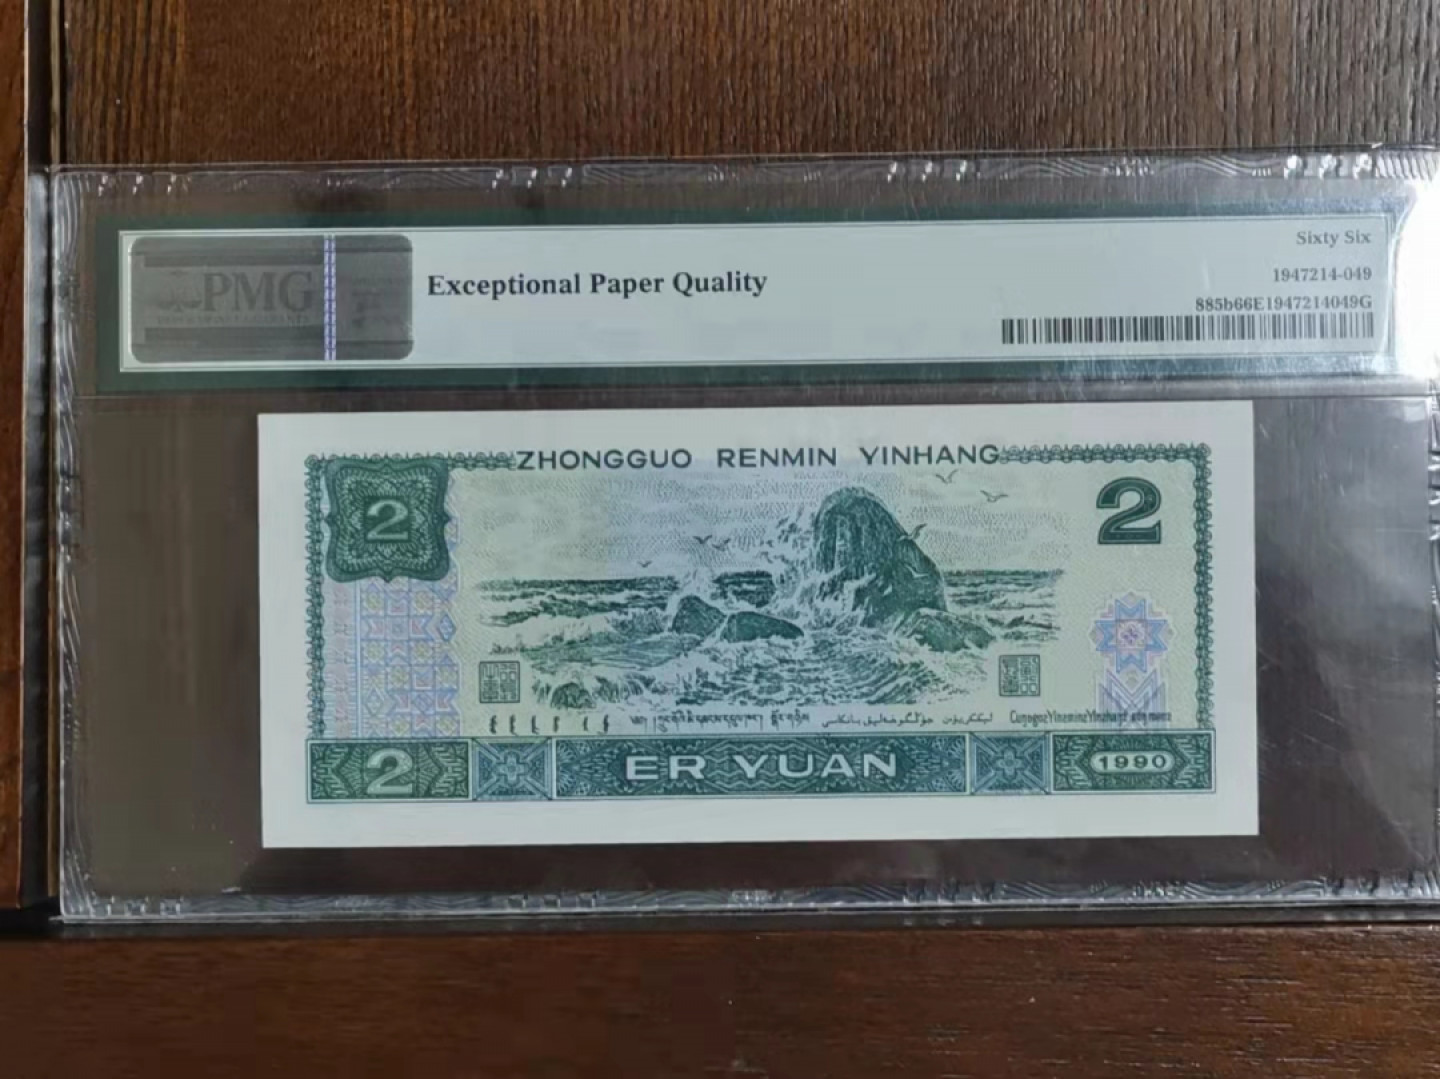 PMG
Exceptional Paper Quality
Sixty Six
1947214-049
885b66E1947214049G
ZHONGGUO RENMIN YINHANG
2
2
2
ER YUAN
1990